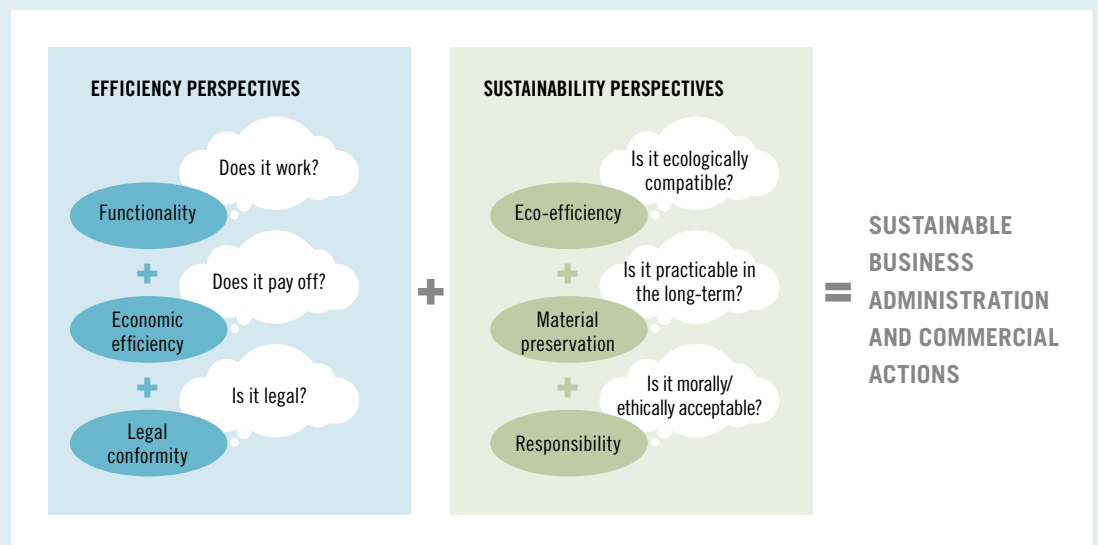 EFFICIENCY PERSPECTIVES
Does it work?
Functionality
+
Does it pay off?
Economic
efficiency
+
Is it legal?
Legal
conformity
+
SUSTAINABILITY PERSPECTIVES
Is it ecologically
compatible?
Eco-efficiency
+
Is it practicable in
the long-term?
Material
preservation
+
Is it morally/
ethically acceptable?
Responsibility
=
SUSTAINABLE
BUSINESS
ADMINISTRATION
AND COMMERCIAL
ACTIONS